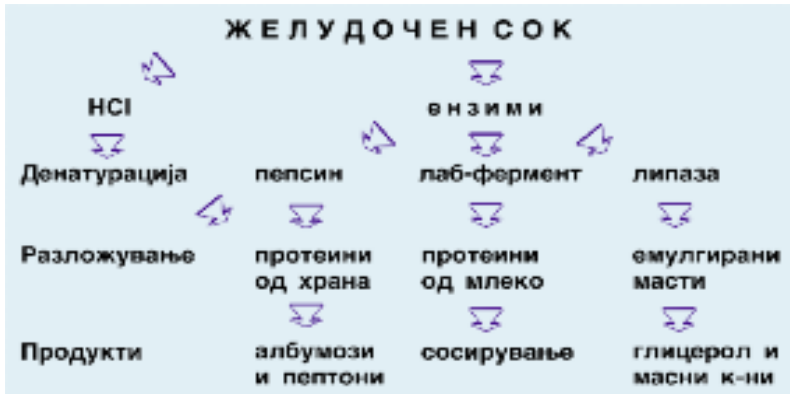 ЖЕЛУДОЧЕН СОК
HCl ензими
Денатурација пепсин лаб-фермент липаза
Разложување протеини протеини емулгирани
од храна од млеко масти
Продукти албумози сосирување глицерол и
и пептони масни к-ни